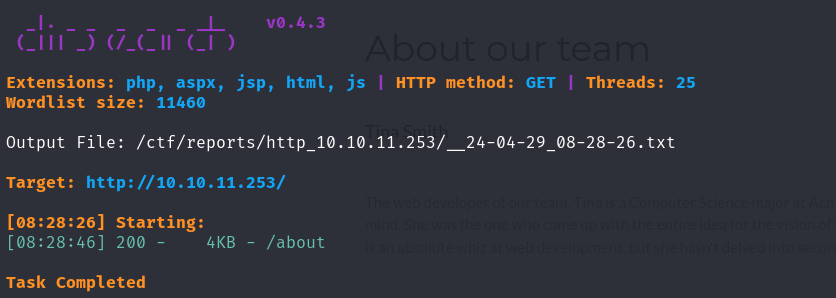 v0.4.3
About our team
Extensions: php, aspx, jsp, html, js | HTTP method: GET | Threads: 25
Wordlist size: 11460
Tina Smith
Output File: /ctf/reports/http_10.10.11.253/__24-04-29_08-28-26.txt
Target: http://10.10.11.253/
The web developer of our team. Tina is a Computer Science major at Acm
[08:28:26] Starting:
mind. She was the one who came up with the entire idea for the vision of
[08:28:46] 200 -    4KB - /about
is an absolute whiz at web development, but she hasn't delved into secu
Task Completed